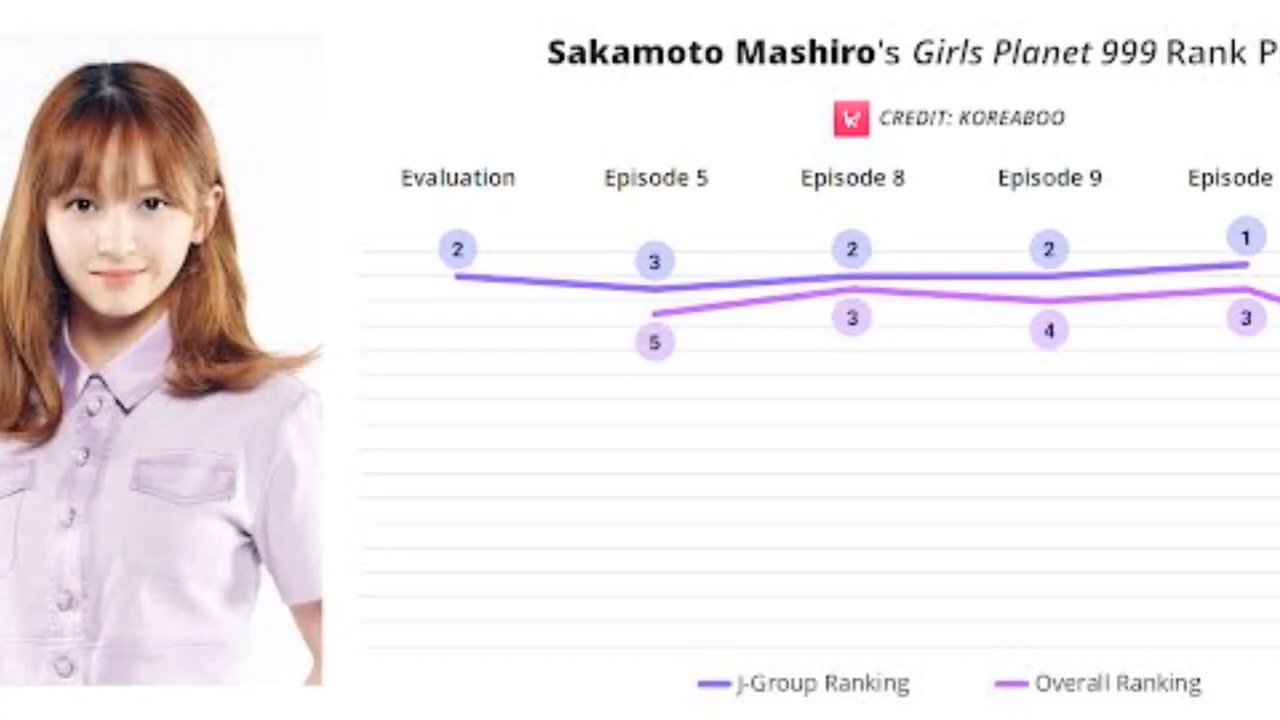 Sakamoto Mashiro's Girls Planet 999 Rank P
CREDIT: KOREABOO
Evaluation Episode 5 Episode 8 Episode 9 Episode
2 3 2 2 1
5 3 4 3
J-Group Ranking Overall Ranking